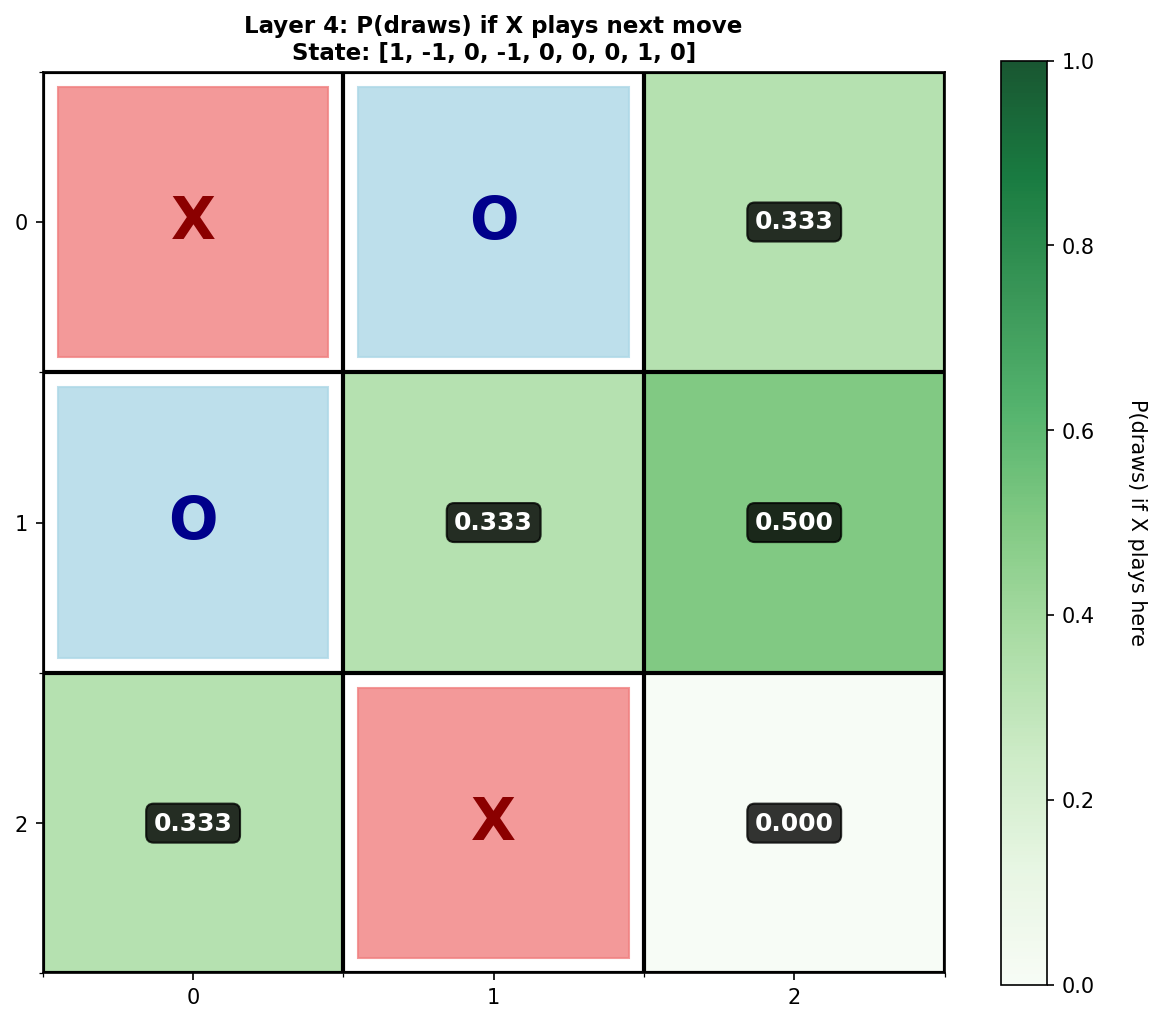 Layer 4: P(draws) if X plays next move
State: [1, -1, 0, -1, 0, 0, 0, 1, 0]
0
X
O
0.333
1
O
0.333
0.500
2
0.333
X
0.000
0
1
2
1.0
0.8
0.6
0.4
0.2
0.0
P(draws) if X plays here